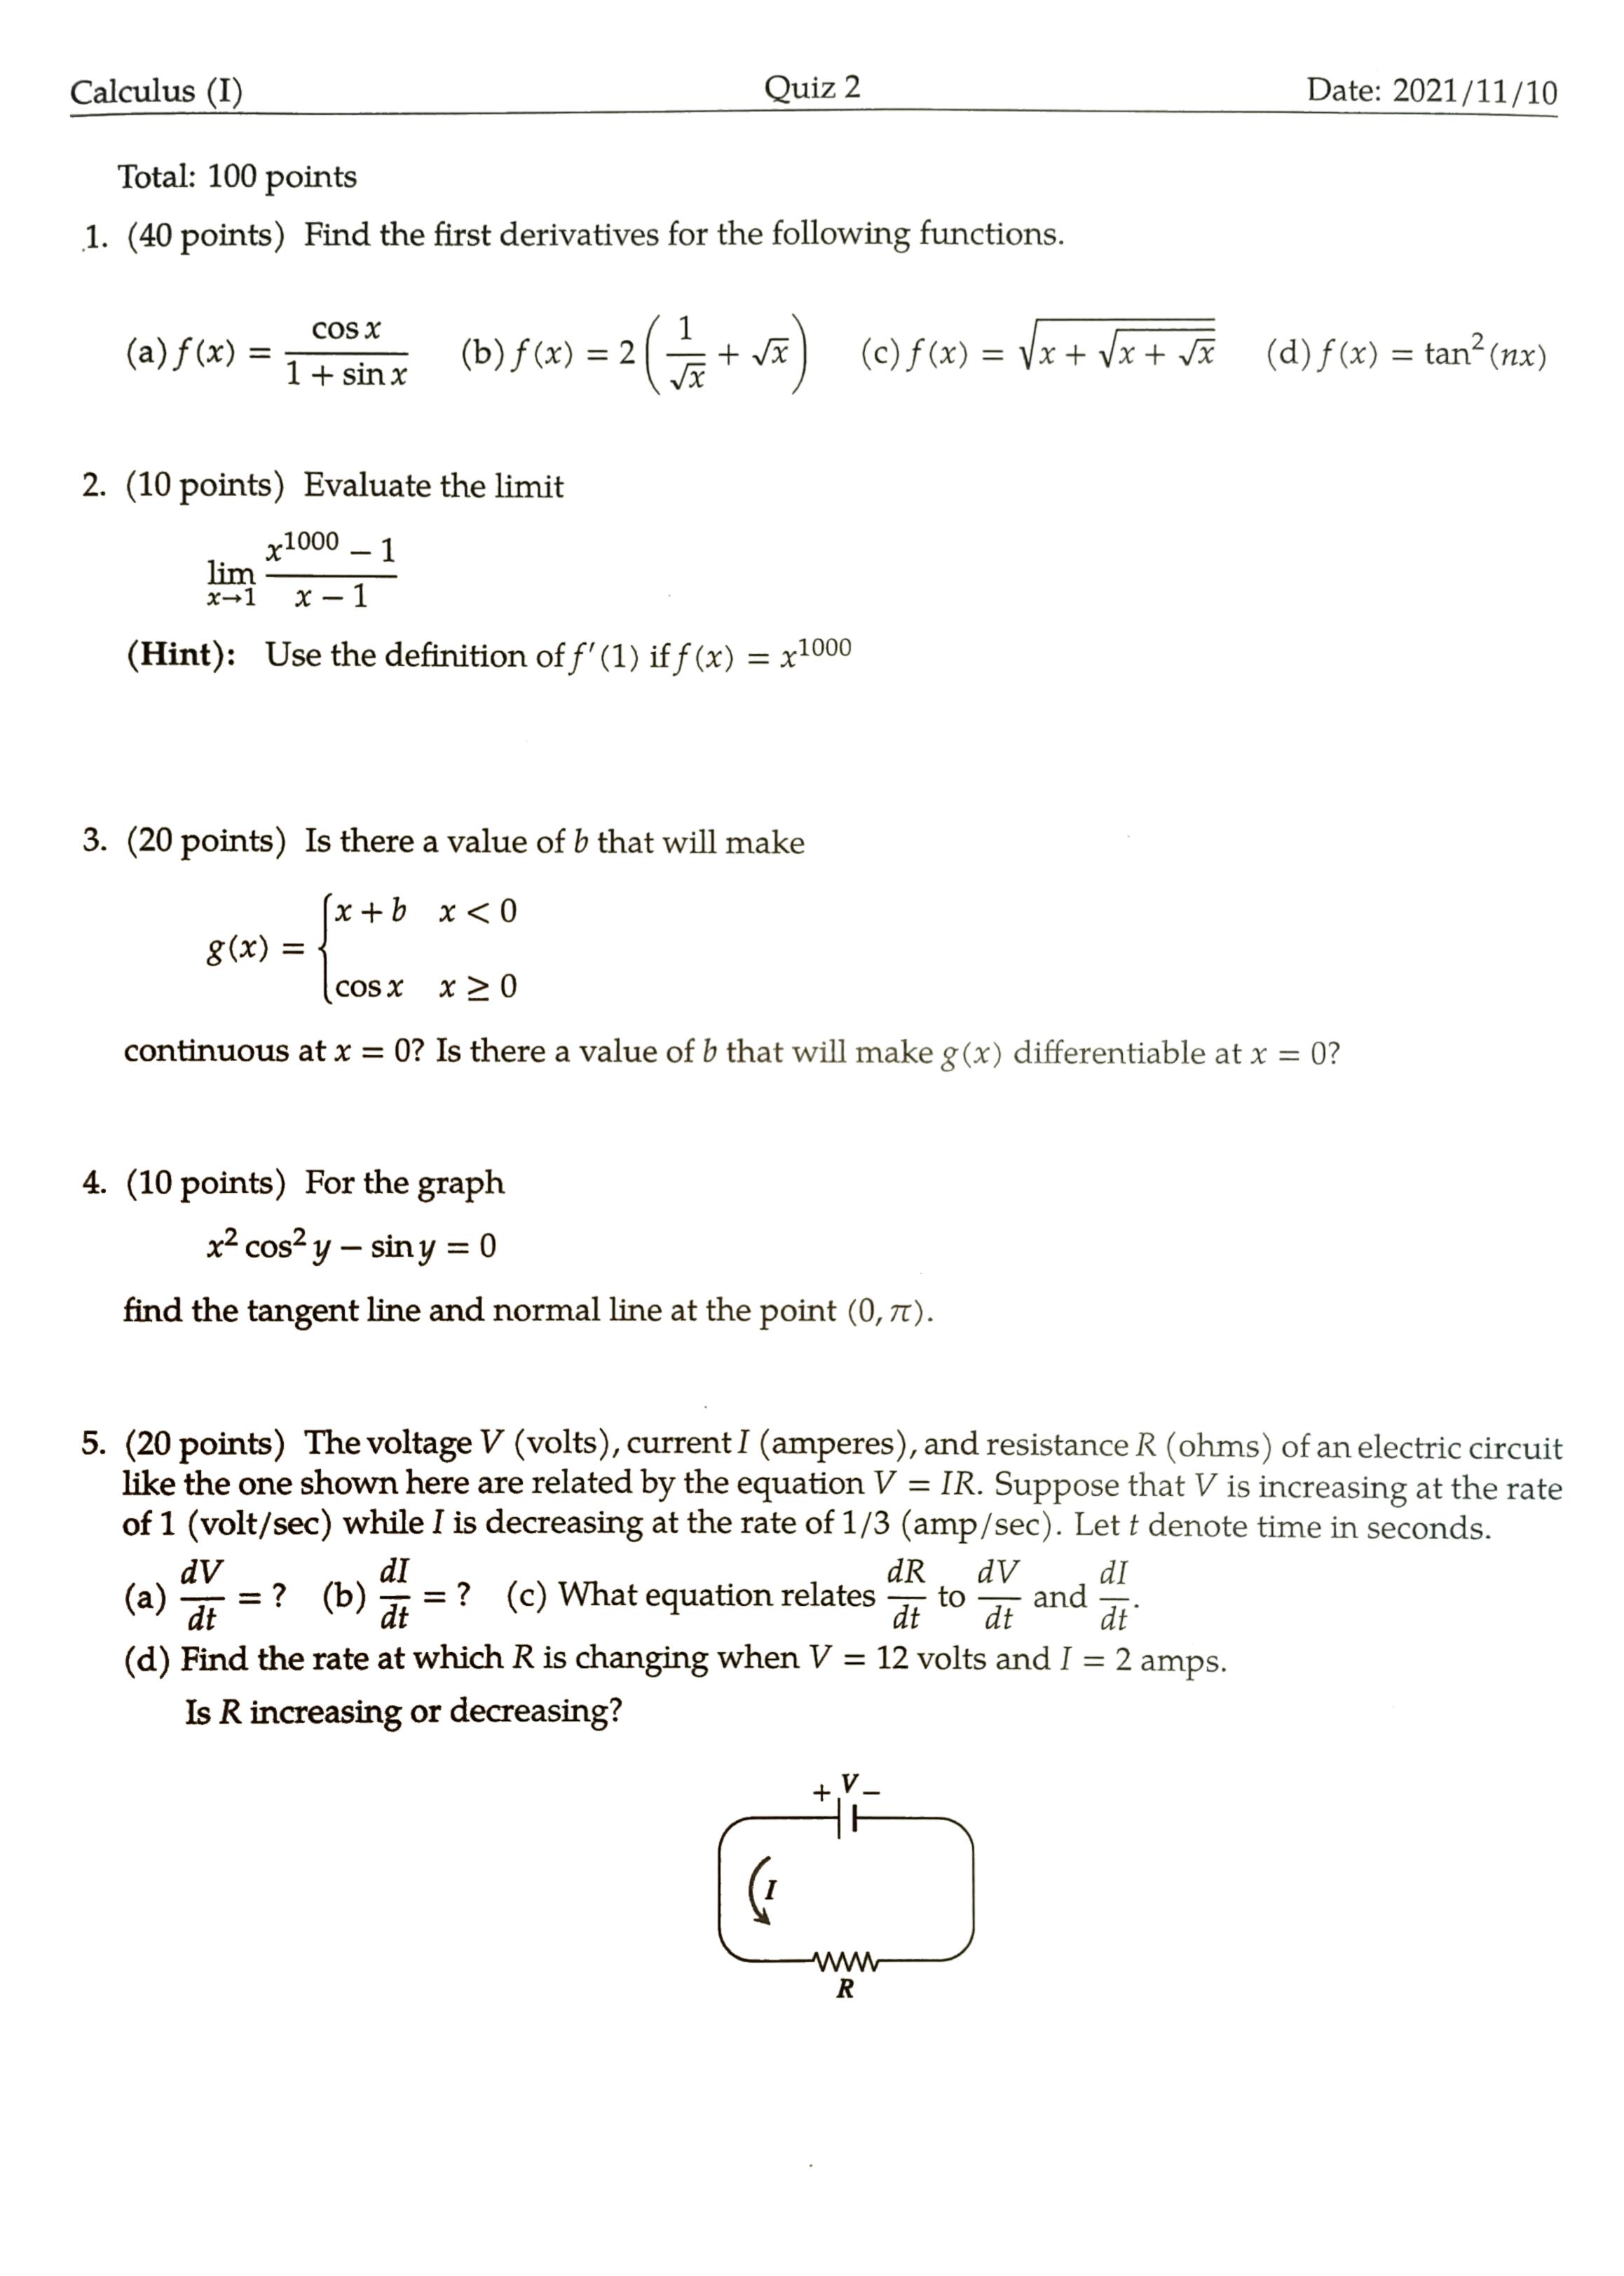 Calculus (I) Quiz 2 Date: 2021/11/10
Total: 100 points
1. (40 points) Find the first derivatives for the following functions.
(a) f(x) = \frac{\cos x}{1 + \sin x} (b) f(x) = 2\left(\frac{1}{\sqrt{x}} + \sqrt{x}\right) (c) f(x) = \sqrt{x + \sqrt{x + \sqrt{x}}} (d) f(x) = \tan^2(nx)
2. (10 points) Evaluate the limit
\lim_{x→1} \frac{x^{1000} - 1}{x - 1}
(Hint): Use the definition of f'(1) if f(x) = x^{1000}
3. (20 points) Is there a value of b that will make
g(x) = \begin{cases} x + b & x < 0 \\ \cos x & x ≥ 0 \end{cases}
continuous at x = 0? Is there a value of b that will make g(x) differentiable at x = 0?
4. (10 points) For the graph
x^2 \cos^2 y - \sin y = 0
find the tangent line and normal line at the point (0, π).
5. (20 points) The voltage V (volts), current I (amperes), and resistance R (ohms) of an electric circuit
like the one shown here are related by the equation V = IR. Suppose that V is increasing at the rate
of 1 (volt/sec) while I is decreasing at the rate of 1/3 (amp/sec). Let t denote time in seconds.
(a) \frac{dV}{dt} = ? (b) \frac{dI}{dt} = ? (c) What equation relates \frac{dR}{dt} to \frac{dV}{dt} and \frac{dI}{dt}.
(d) Find the rate at which R is changing when V = 12 volts and I = 2 amps.
Is R increasing or decreasing?
+ V −
I
R